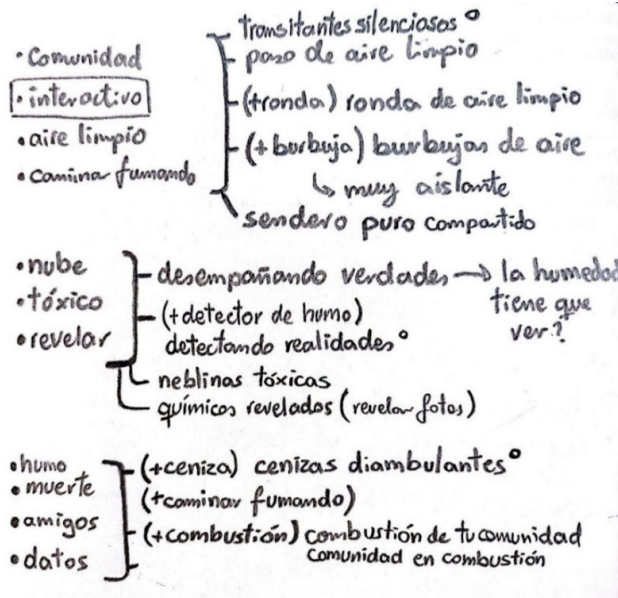 • Comunidad
• interactivo
• aire limpio
• caminar fumando
transitantes silenciosos°
paso de aire limpio
(+ronda) ronda de aire limpio
(+ burbuja) burbujas de aire
↳ muy aislante
sendero puro compartido
• nube
• tóxico
• revelar
desempañando verdades → la humedad
tiene que
ver?
(+detector de humo)
detectando realidades°
neblinas tóxicas
químicos revelados (revelar fotos)
• humo
• muerte
• amigos
• datos
(+ceniza) cenizas diambulantes°
(+caminar fumando)
(+combustión) combustión de tu comunidad
comunidad en combustión